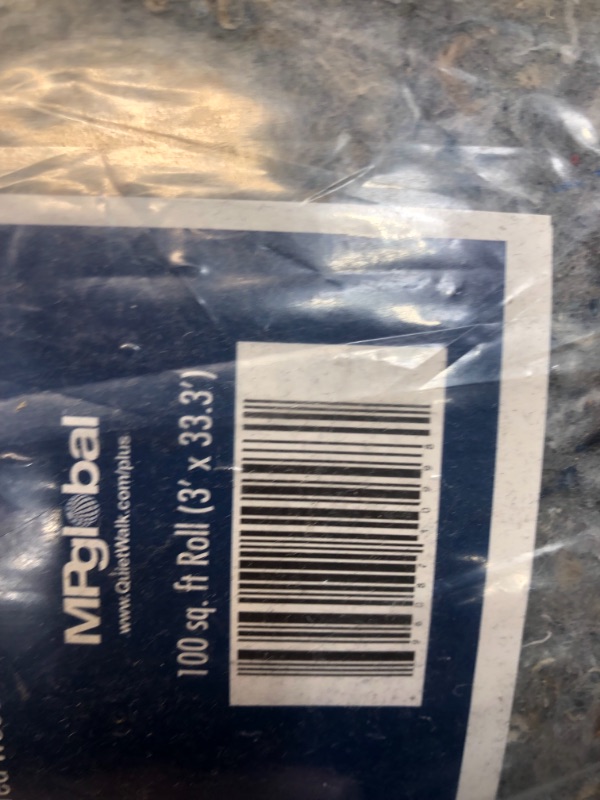 MPglobal
www.QuietWalk.com/plus
100 sq. ft Roll (3' x 33.3')